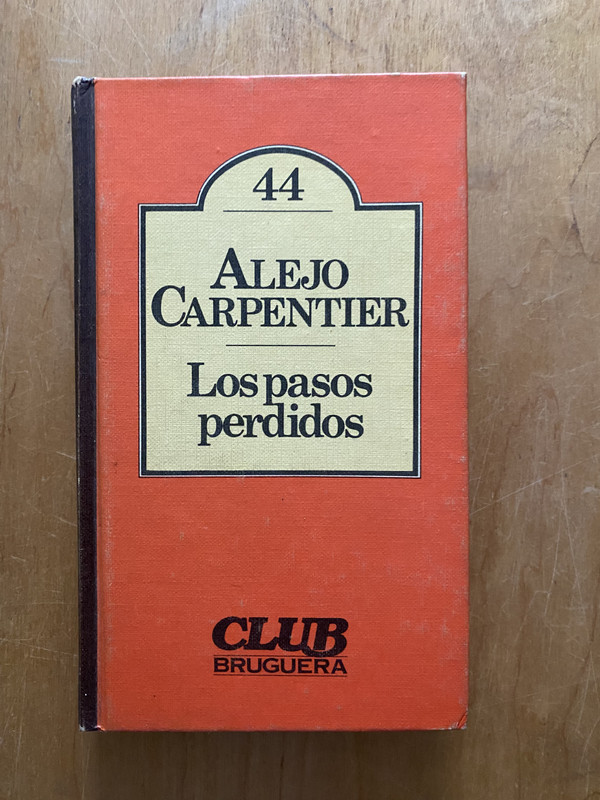 44
ALEJO
CARPENTIER
Los pasos
perdidos
CLUB
BRUGUERA